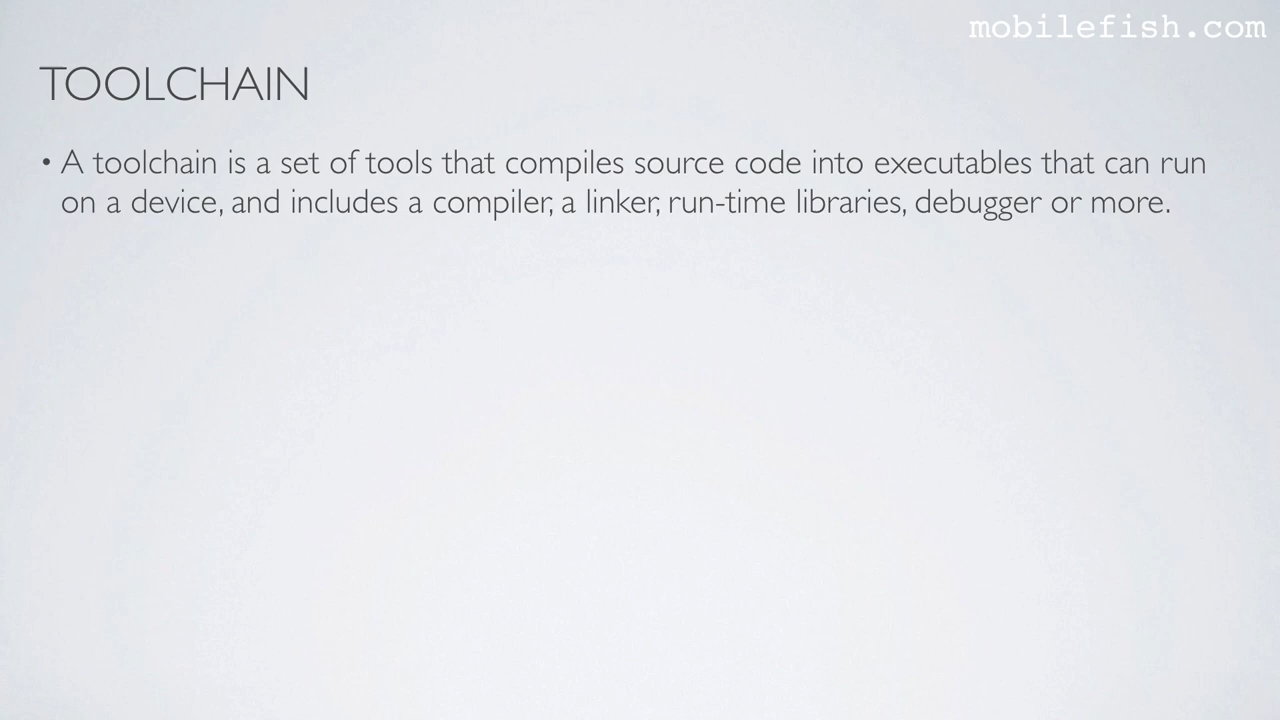 mobilefish.com
TOOLCHAIN
• A toolchain is a set of tools that compiles source code into executables that can run
on a device, and includes a compiler, a linker, run-time libraries, debugger or more.